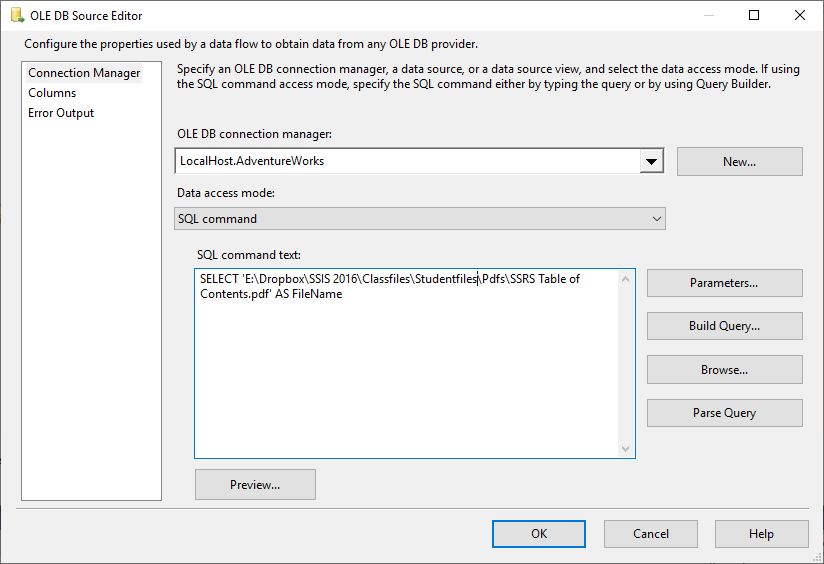 OLE DB Source Editor
Configure the properties used by a data flow to obtain data from any OLE DB provider.
Connection Manager
Columns
Error Output
Specify an OLE DB connection manager, a data source, or a data source view, and select the data access mode. If using
the SQL command access mode, specify the SQL command either by typing the query or by using Query Builder.
OLE DB connection manager:
LocalHost.AdventureWorks
New...
Data access mode:
SQL command
SQL command text:
SELECT 'E:\Dropbox\SSIS 2016\Classfiles\Studentfiles\Pdfs\SSRS Table of
Contents.pdf' AS FileName
Parameters...
Build Query...
Browse...
Parse Query
Preview...
OK
Cancel
Help